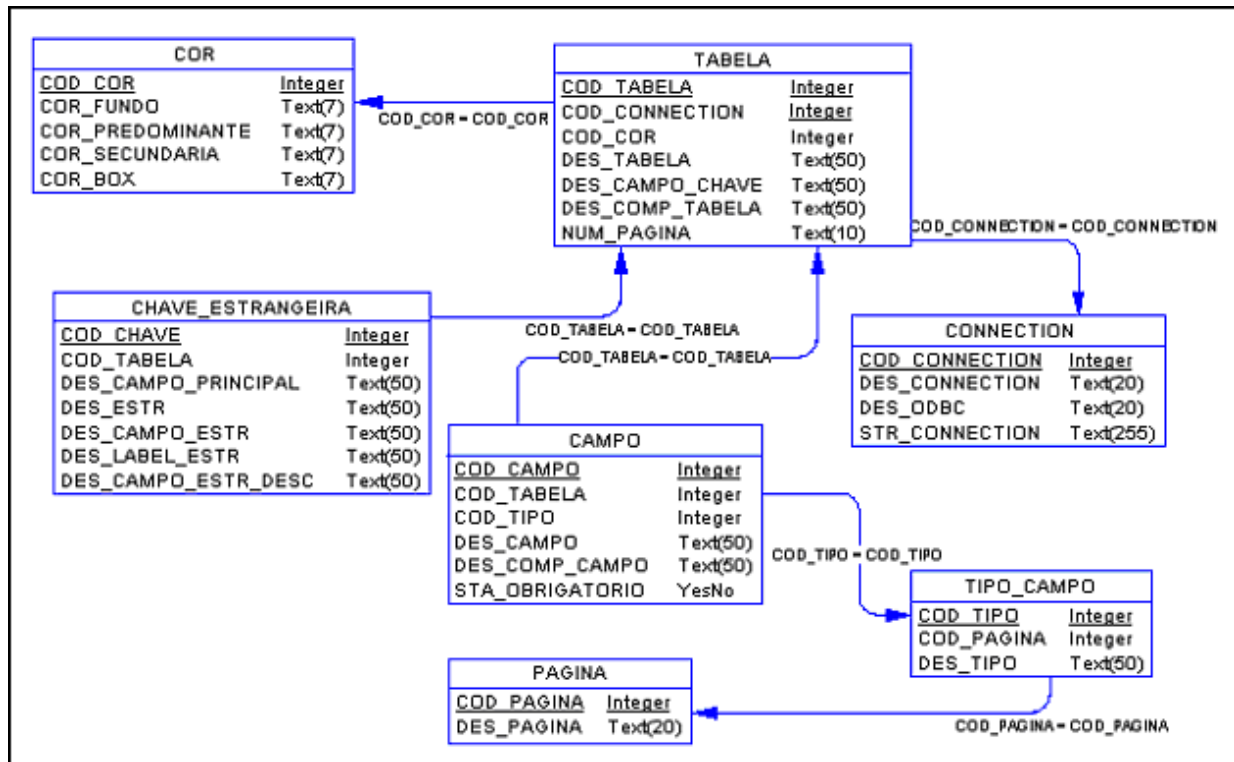 COR
COD_COR Integer
COR_FUNDO Text(7)
COR_PREDOMINANTE Text(7)
COR_SECUNDARIA Text(7)
COR_BOX Text(7)
COD_COR = COD_COR
TABELA
COD_TABELA Integer
COD_CONNECTION Integer
COD_COR Integer
DES_TABELA Text(50)
DES_CAMPO_CHAVE Text(50)
DES_COMP_TABELA Text(50)
NUM_PAGINA Text(10)
COD_CONNECTION = COD_CONNECTION
CHAVE_ESTRANGEIRA
COD_CHAVE Integer
COD_TABELA Integer
DES_CAMPO_PRINCIPAL Text(50)
DES_ESTR Text(50)
DES_CAMPO_ESTR Text(50)
DES_LABEL_ESTR Text(50)
DES_CAMPO_ESTR_DESC Text(50)
COD_TABELA = COD_TABELA
COD_TABELA = COD_TABELA
CONNECTION
COD_CONNECTION Integer
DES_CONNECTION Text(20)
DES_ODBC Text(20)
STR_CONNECTION Text(255)
CAMPO
COD_CAMPO Integer
COD_TABELA Integer
COD_TIPO Integer
DES_CAMPO Text(50)
DES_COMP_CAMPO Text(50)
STA_OBRIGATORIO YesNo
COD_TIPO = COD_TIPO
TIPO_CAMPO
COD_TIPO Integer
COD_PAGINA Integer
DES_TIPO Text(50)
PAGINA
COD_PAGINA Integer
DES_PAGINA Text(20)
COD_PAGINA = COD_PAGINA